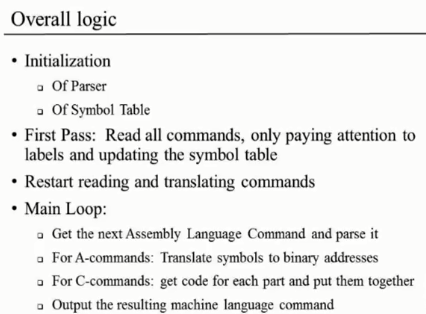 Overall logic
• Initialization
▫ Of Parser
▫ Of Symbol Table
• First Pass: Read all commands, only paying attention to
labels and updating the symbol table
• Restart reading and translating commands
• Main Loop:
▫ Get the next Assembly Language Command and parse it
▫ For A-commands: Translate symbols to binary addresses
▫ For C-commands: get code for each part and put them together
▫ Output the resulting machine language command